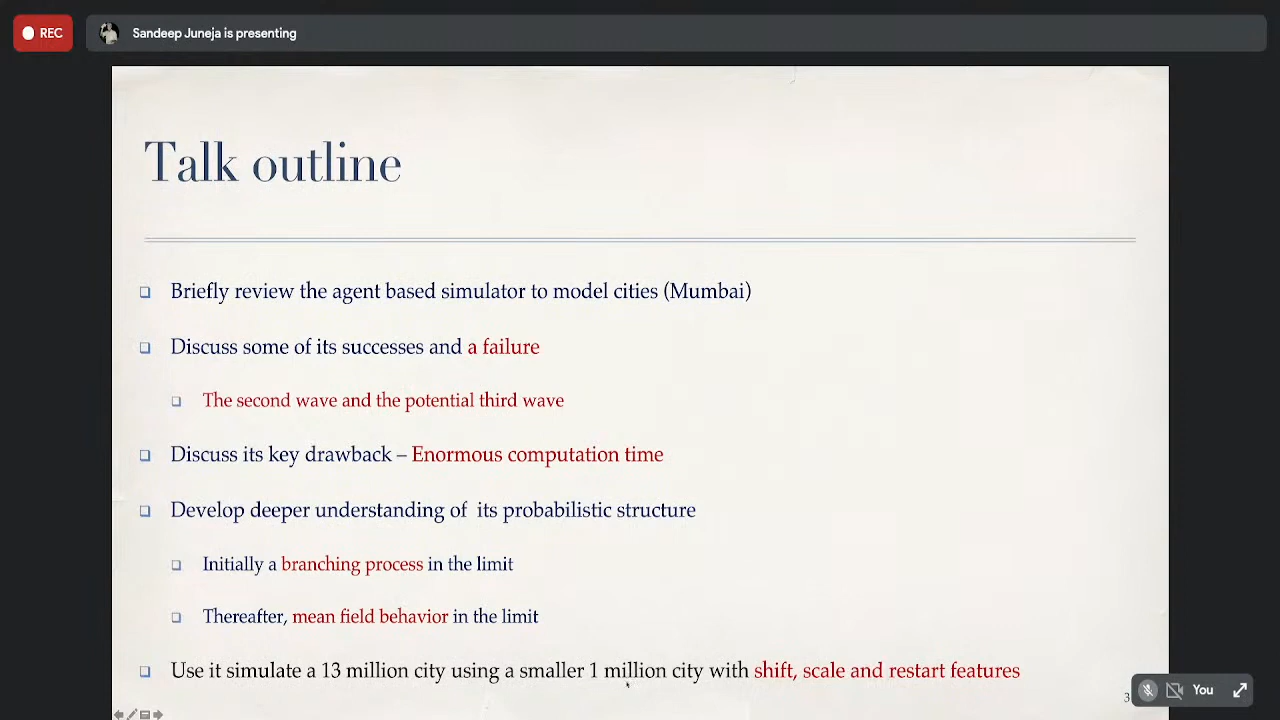 REC
Sandeep Juneja is presenting
Talk outline
Briefly review the agent based simulator to model cities (Mumbai)
Discuss some of its successes and a failure
The second wave and the potential third wave
Discuss its key drawback – Enormous computation time
Develop deeper understanding of its probabilistic structure
Initially a branching process in the limit
Thereafter, mean field behavior in the limit
Use it simulate a 13 million city using a smaller 1 million city with shift, scale and restart features
3
You